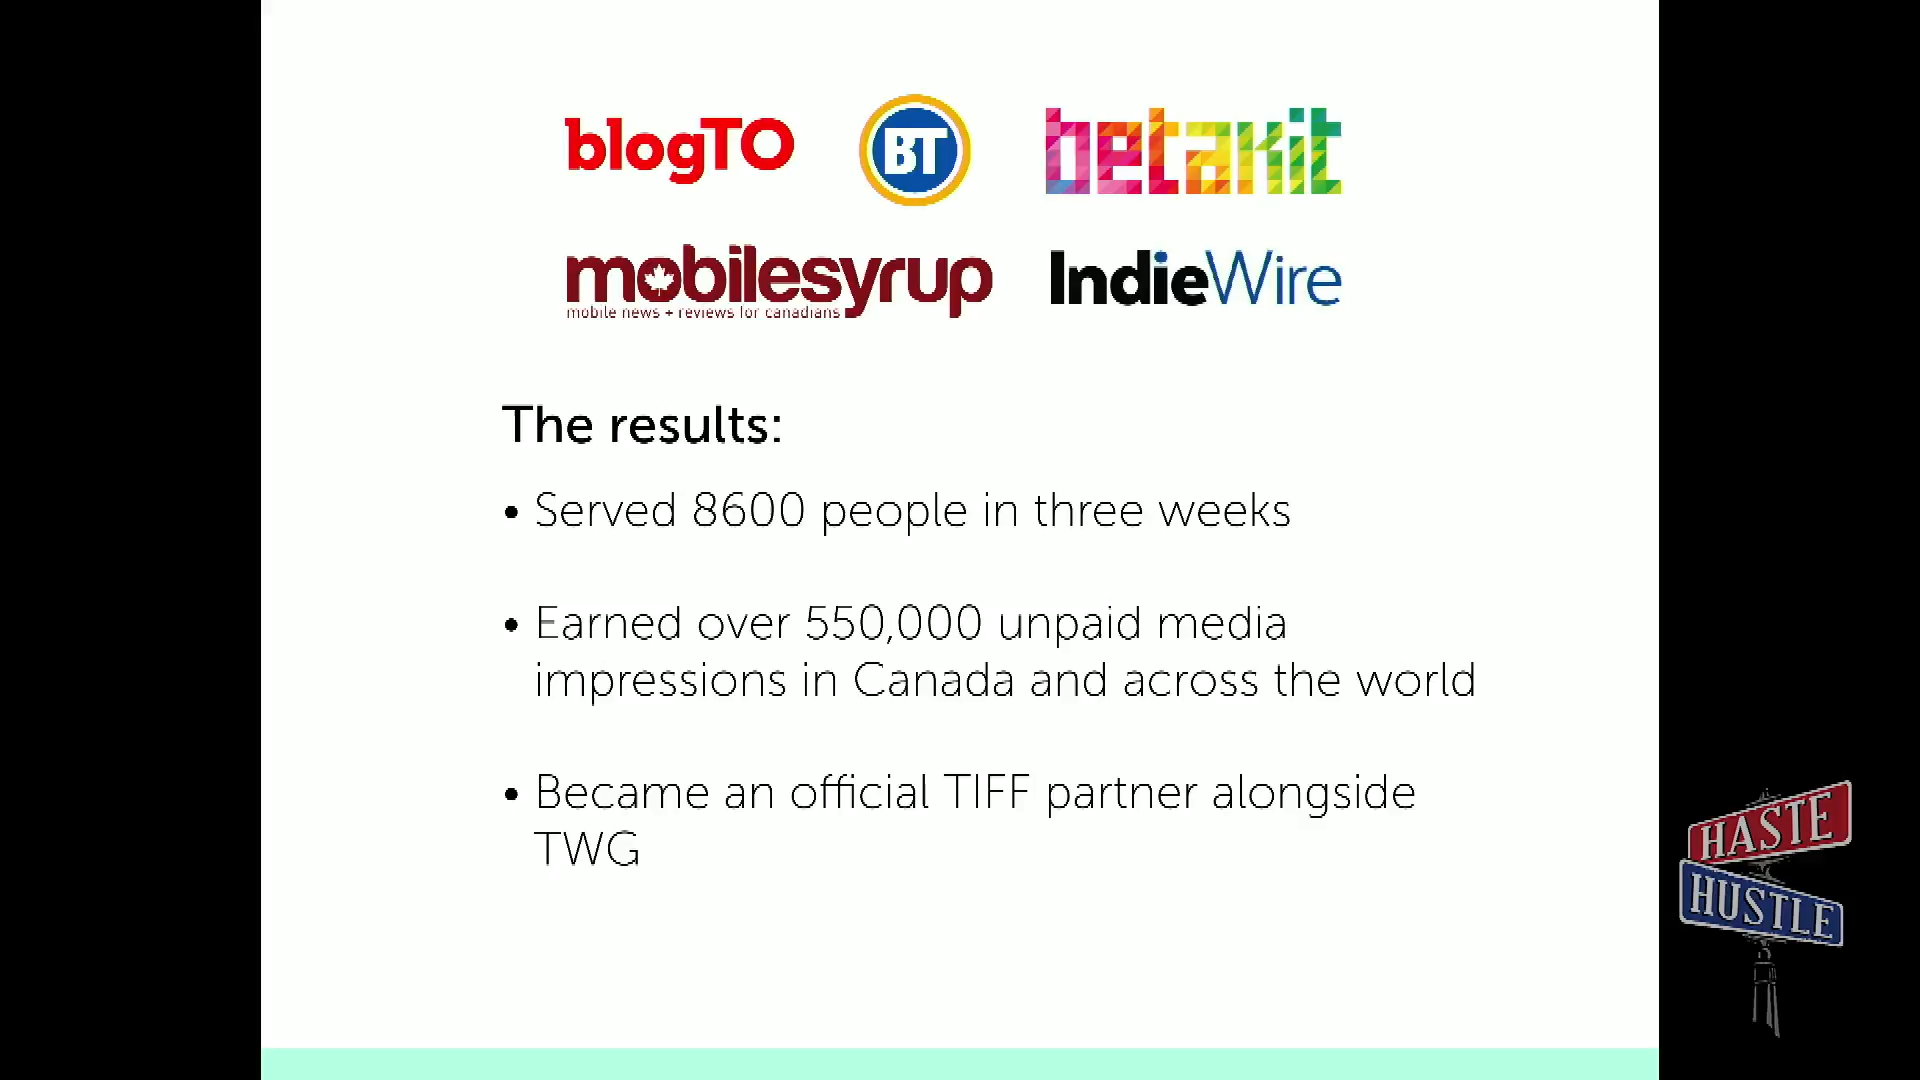 blogTO
BT
betakit
mobilesyrup
mobile news + reviews for canadians
IndieWire
The results:
• Served 8600 people in three weeks
• Earned over 550,000 unpaid media
impressions in Canada and across the world
• Became an official TIFF partner alongside
TWG
HASTE
HUSTLE